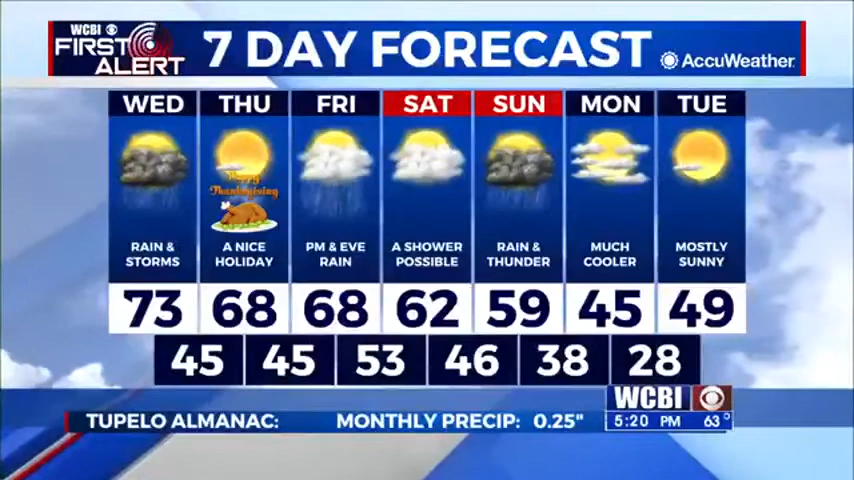 WCBI
FIRST
ALERT
7 DAY FORECAST
AccuWeather
WED THU FRI SAT SUN MON TUE
Happy
Thanksgiving
RAIN &
STORMS
A NICE
HOLIDAY
PM & EVE
RAIN
A SHOWER
POSSIBLE
RAIN &
THUNDER
MUCH
COOLER
MOSTLY
SUNNY
73 68 68 62 59 45 49
45 45 53 46 38 28
WCBI
TUPELO ALMANAC: MONTHLY PRECIP: 0.25"
5:20 PM 63°